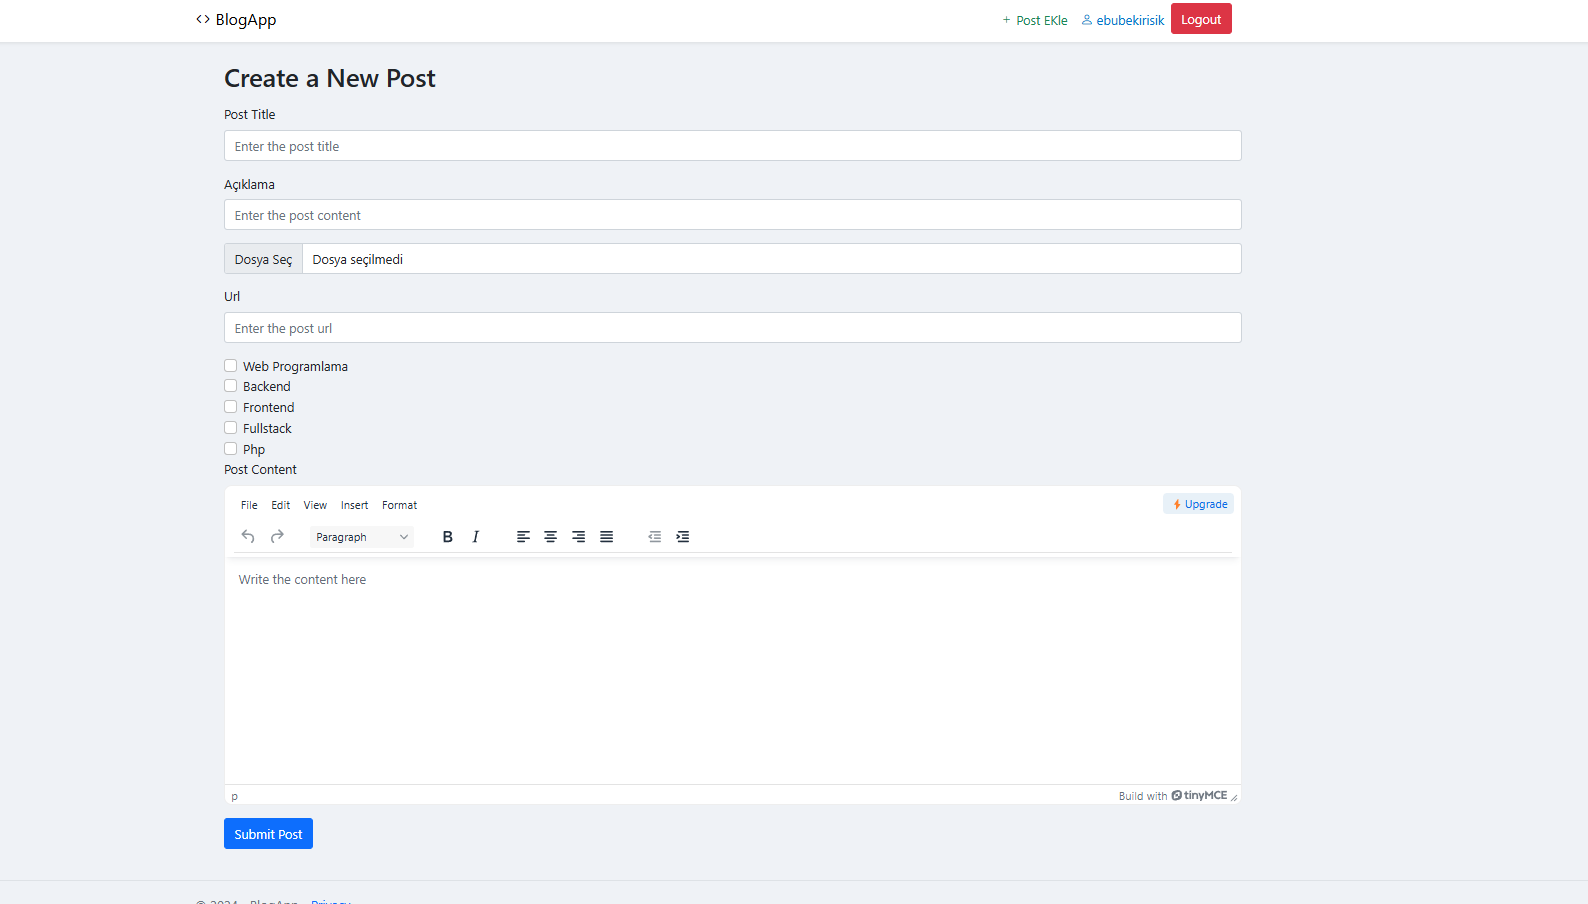 <> BlogApp
+ Post EKle ebubekirisik Logout
Create a New Post
Post Title
Enter the post title
Açıklama
Enter the post content
Dosya Seç Dosya seçilmedi
Url
Enter the post url
Web Programlama
Backend
Frontend
Fullstack
Php
Post Content
File Edit View Insert Format Upgrade
Paragraph B I
Write the content here
p Build with tinyMCE
Submit Post
© 2024 - BlogApp - Privacy